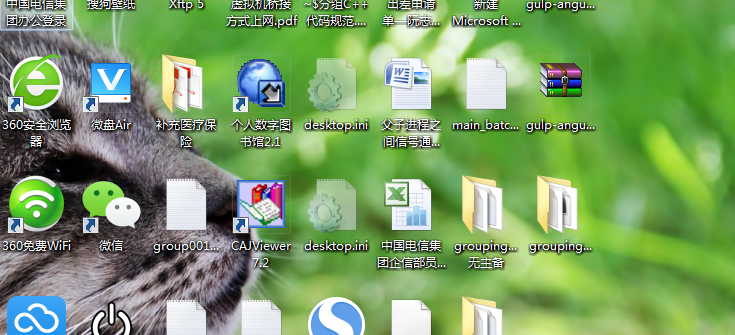 中国电信集 搜狗壁纸 Xftp 5 虚拟机桥接 ~$分组C++ 出差申请 新建 gulp-angu...
团办公登录 方式上网.pdf 代码规范.... 单—阮志... Microsoft ...
360安全浏览 微盘Air 补充医疗保 个人数字图 desktop.ini 父子进程之 main_batc... gulp-angu...
器 险 书馆2.1 间信号通...
360免费WiFi 微信 group001... CAJViewer desktop.ini 中国电信集 grouping... grouping...
7.2 团企信部员... 无主备